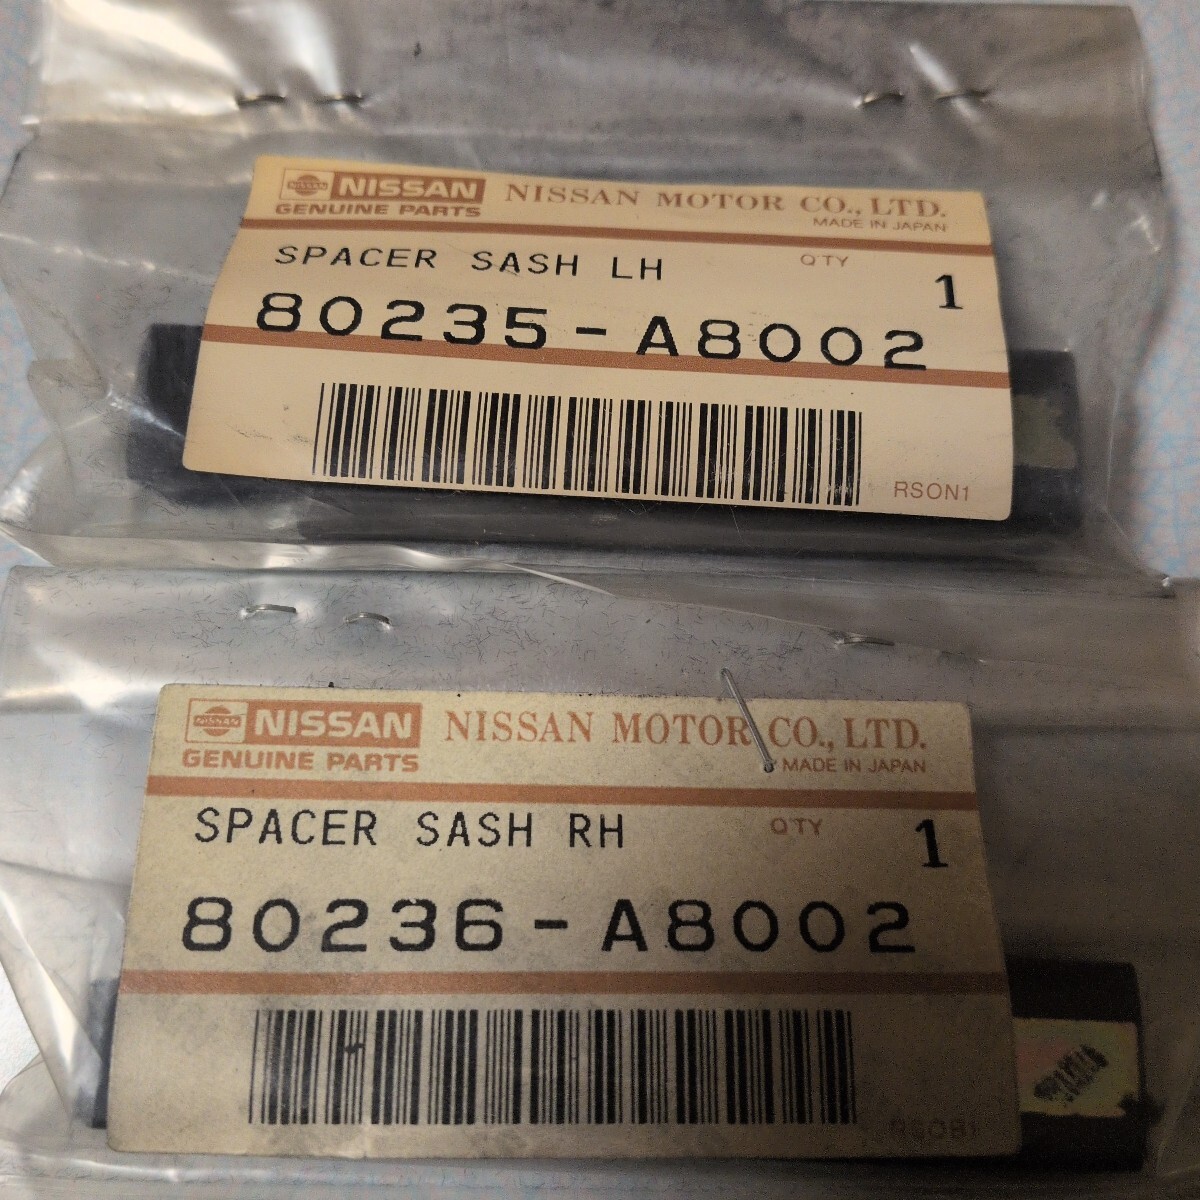 NISSAN NISSAN NISSAN MOTOR CO., LTD.
GENUINE PARTS MADE IN JAPAN
SPACER SASH LH QTY 1
80235-A8002
RSON1
NISSAN NISSAN NISSAN MOTOR CO., LTD.
GENUINE PARTS MADE IN JAPAN
SPACER SASH RH QTY 1
80236-A8002
RSOB1